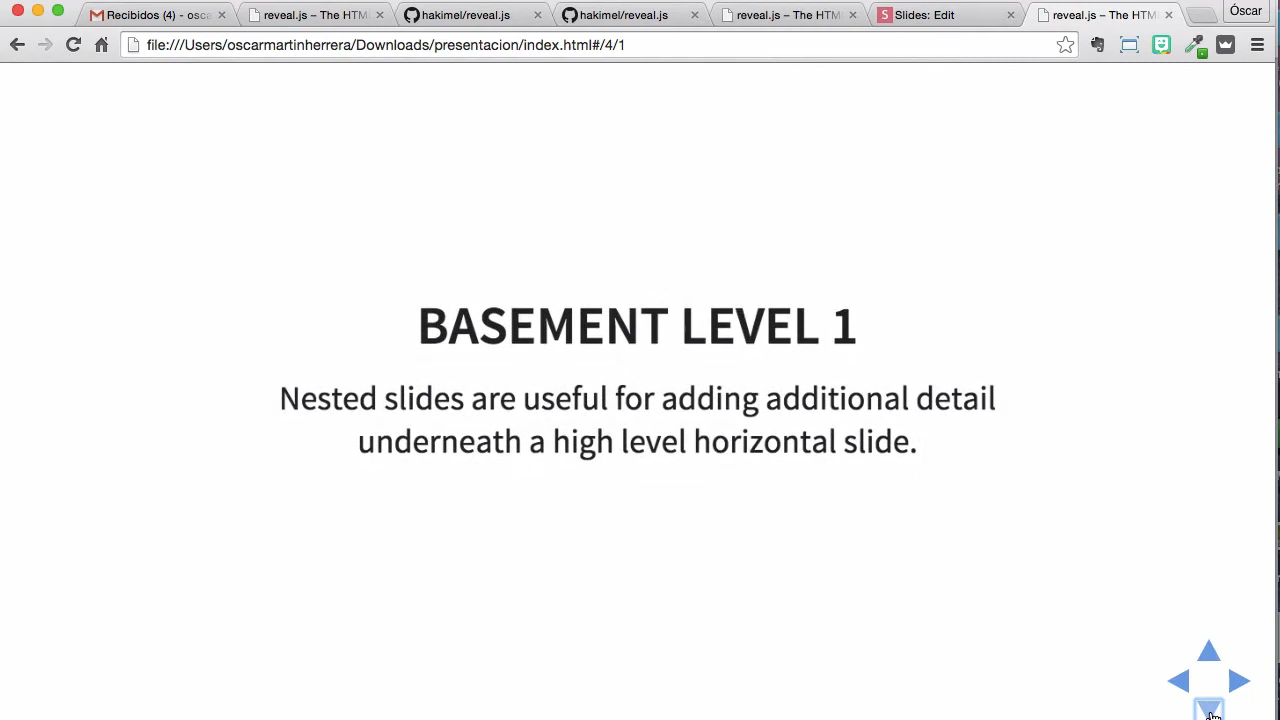 Recibidos (4) - osca
reveal.js – The HTM
hakimel/reveal.js
hakimel/reveal.js
reveal.js – The HTM
Slides: Edit
reveal.js – The HTM
Óscar
file:///Users/oscarmartinherrera/Downloads/presentacion/index.html#/4/1
BASEMENT LEVEL 1
Nested slides are useful for adding additional detail
underneath a high level horizontal slide.